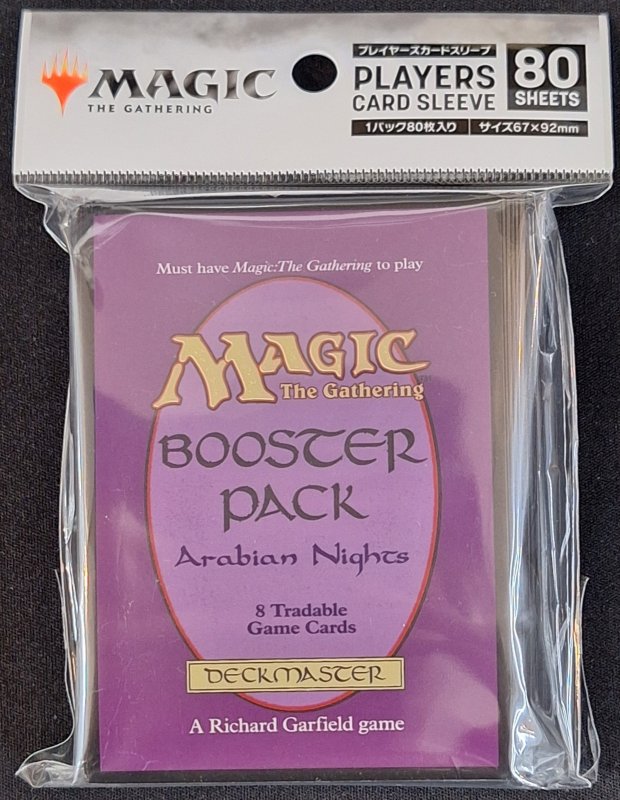 MAGIC
THE GATHERING
プレイヤーズカードスリーブ
PLAYERS
CARD SLEEVE
80
SHEETS
1パック80枚入り
サイズ67×92mm
Must have Magic:The Gathering to play
MAGIC
The Gathering™
BOOSTER
PACK
Arabian Nights
8 Tradable
Game Cards
DECKMASTER
A Richard Garfield game